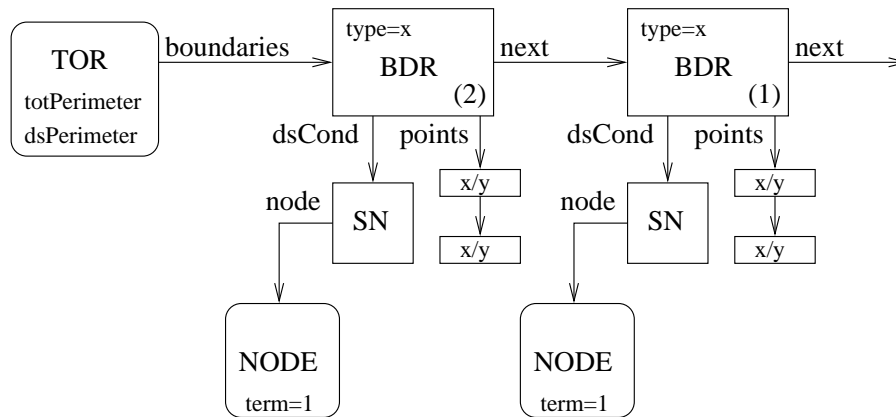 TOR
totPerimeter
dsPerimeter
boundaries
type=x
BDR
(2)
next
type=x
BDR
(1)
next
dsCond
points
dsCond
points
x/y
x/y
node
SN
x/y
node
SN
x/y
NODE
term=1
NODE
term=1